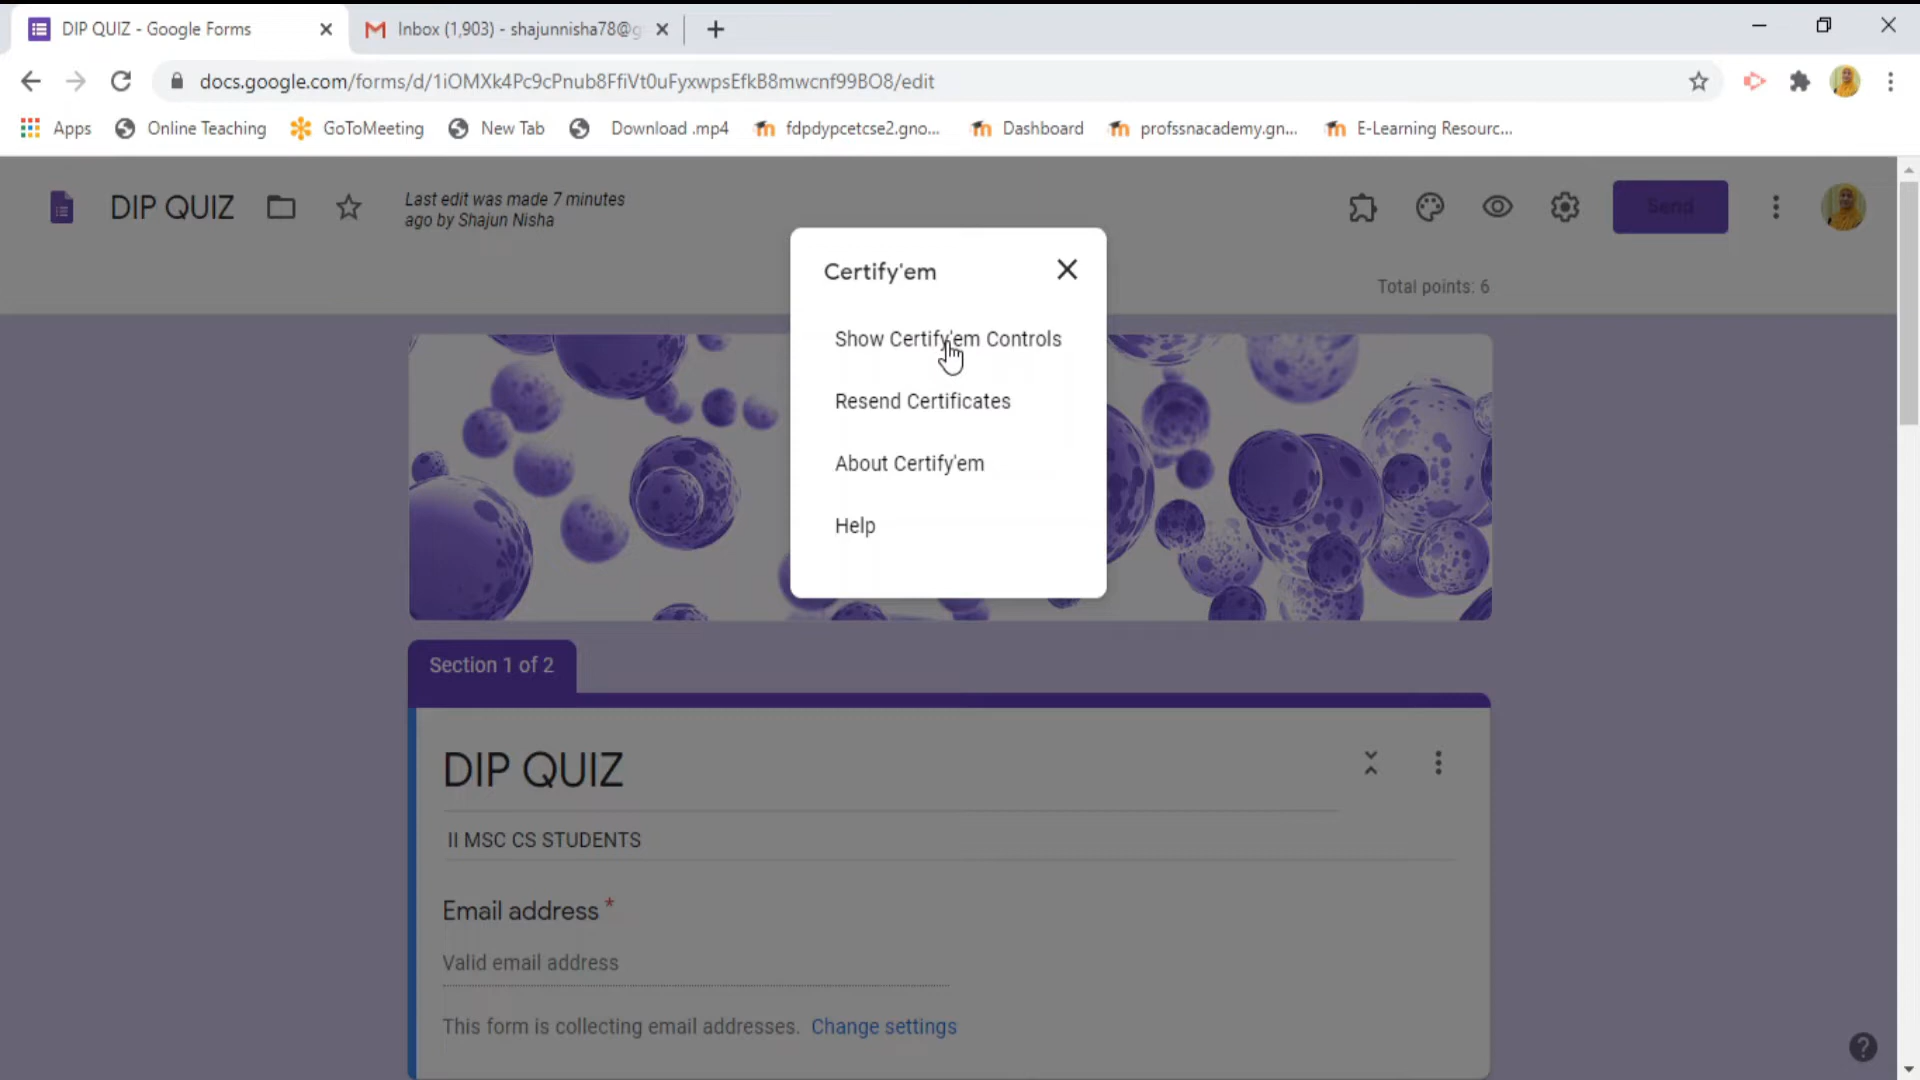 DIP QUIZ - Google Forms
Inbox (1,903) - shajunnisha78@g
docs.google.com/forms/d/1iOMXk4Pc9cPnub8FfiVt0uFyxwpsEfkB8mwcnf99BO8/edit
Apps Online Teaching GoToMeeting New Tab Download .mp4 fdpdypcetcse2.gno... Dashboard profssnacademy.gn... E-Learning Resourc...
DIP QUIZ
Last edit was made 7 minutes
ago by Shajun Nisha
Send
Total points: 6
Certify'em
Show Certify'em Controls
Resend Certificates
About Certify'em
Help
Section 1 of 2
DIP QUIZ
II MSC CS STUDENTS
Email address *
Valid email address
This form is collecting email addresses. Change settings